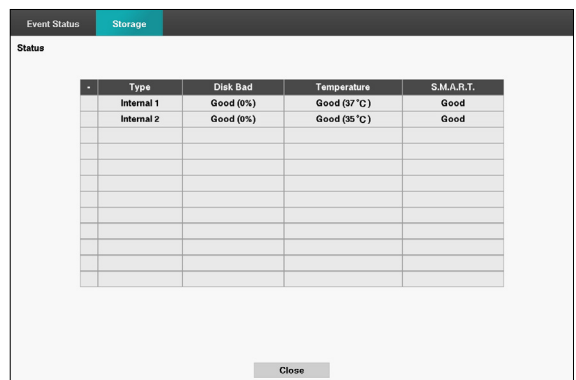 Event Status Storage
Status
- Type Disk Bad Temperature S.M.A.R.T.
Internal 1 Good (0%) Good (37˚C) Good
Internal 2 Good (0%) Good (35˚C) Good
Close